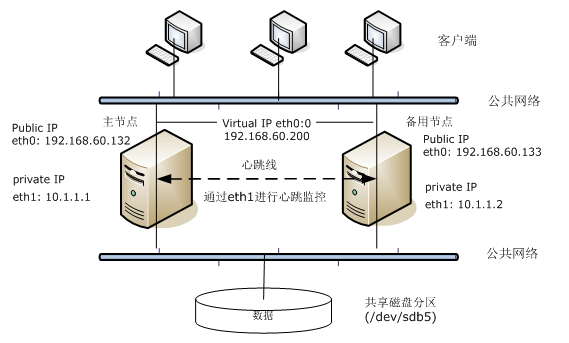 客户端
公共网络
主节点
Virtual IP eth0:0
192.168.60.200
备用节点
Public IP
eth0: 192.168.60.132
Public IP
eth0: 192.168.60.133
心跳线
private IP
eth1: 10.1.1.1
通过eth1进行心跳监控
private IP
eth1: 10.1.1.2
公共网络
数据
共享磁盘分区
(/dev/sdb5)